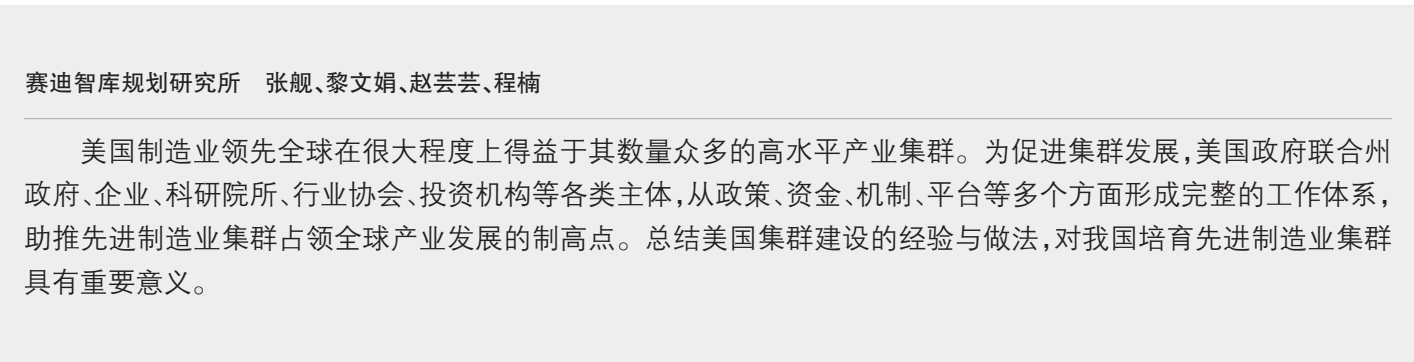 赛迪智库规划研究所　张舰、黎文娟、赵芸芸、程楠
美国制造业领先全球在很大程度上得益于其数量众多的高水平产业集群。为促进集群发展,美国政府联合州
政府、企业、科研院所、行业协会、投资机构等各类主体,从政策、资金、机制、平台等多个方面形成完整的工作体系,
助推先进制造业集群占领全球产业发展的制高点。总结美国集群建设的经验与做法,对我国培育先进制造业集群
具有重要意义。